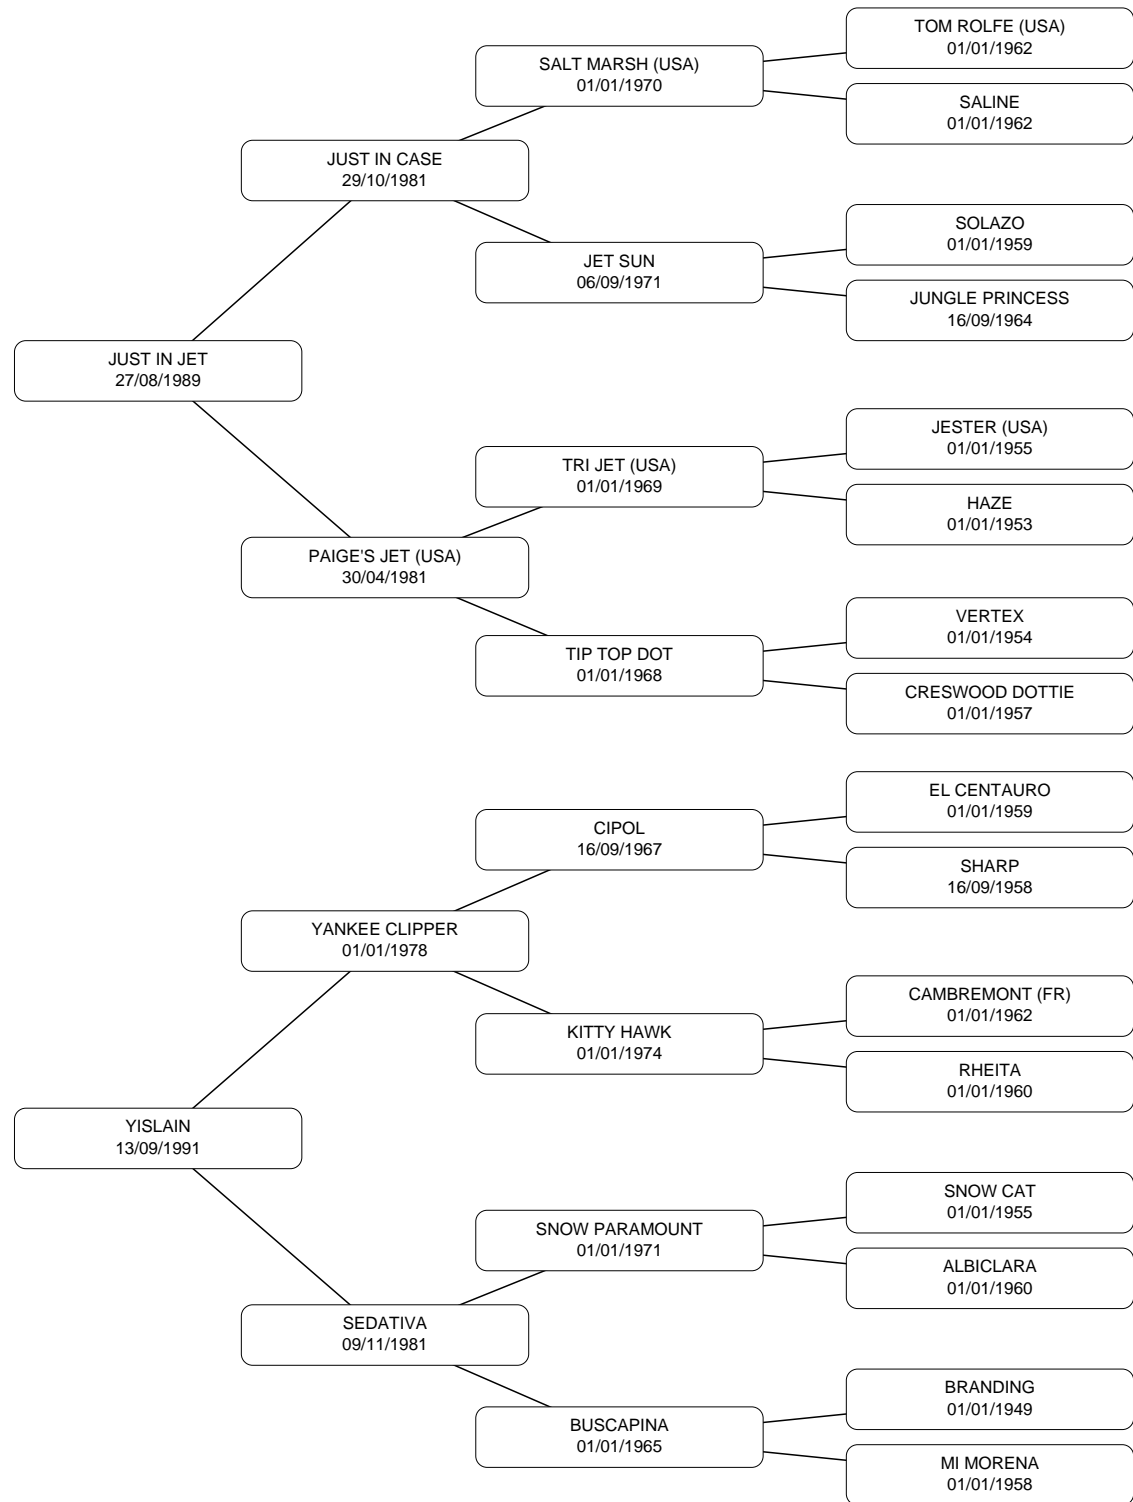 TOM ROLFE (USA)
01/01/1962
SALT MARSH (USA)
01/01/1970
SALINE
01/01/1962
JUST IN CASE
29/10/1981
SOLAZO
01/01/1959
JET SUN
06/09/1971
JUNGLE PRINCESS
16/09/1964
JUST IN JET
27/08/1989
JESTER (USA)
01/01/1955
TRI JET (USA)
01/01/1969
HAZE
01/01/1953
PAIGE'S JET (USA)
30/04/1981
VERTEX
01/01/1954
TIP TOP DOT
01/01/1968
CRESWOOD DOTTIE
01/01/1957
EL CENTAURO
01/01/1959
CIPOL
16/09/1967
SHARP
16/09/1958
YANKEE CLIPPER
01/01/1978
CAMBREMONT (FR)
01/01/1962
KITTY HAWK
01/01/1974
RHEITA
01/01/1960
YISLAIN
13/09/1991
SNOW CAT
01/01/1955
SNOW PARAMOUNT
01/01/1971
ALBICLARA
01/01/1960
SEDATIVA
09/11/1981
BRANDING
01/01/1949
BUSCAPINA
01/01/1965
MI MORENA
01/01/1958